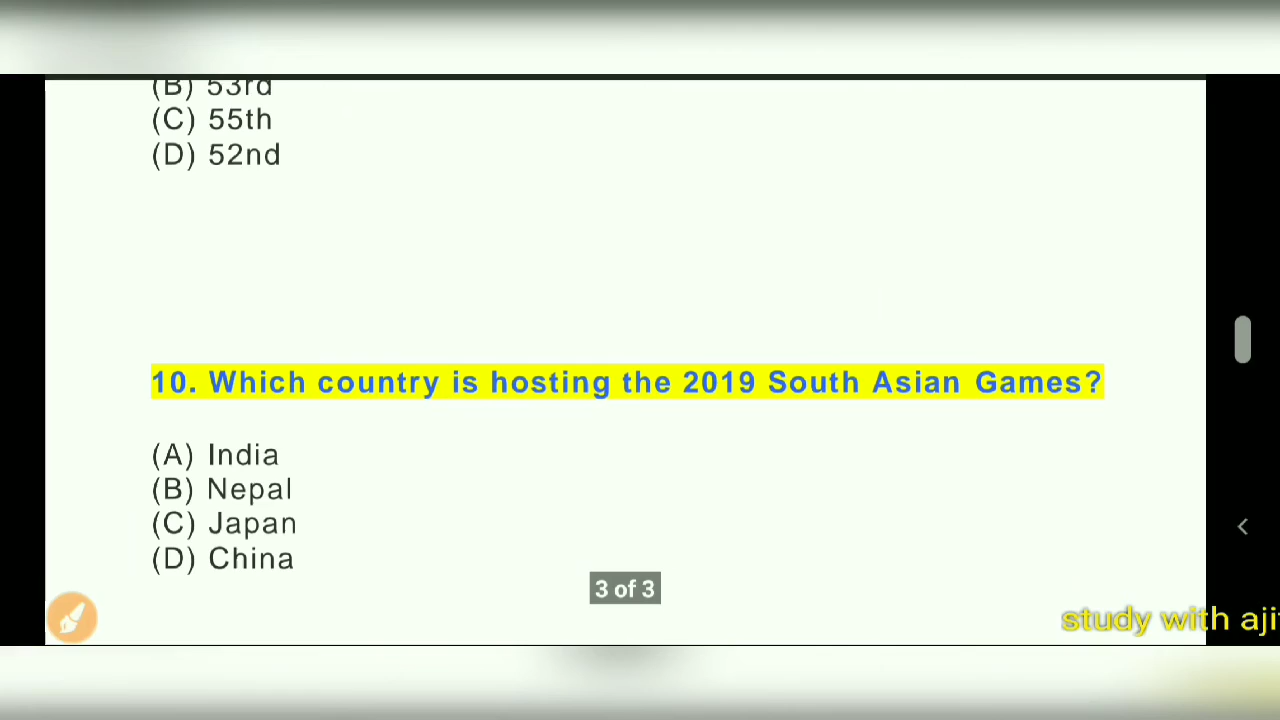 (B) 53rd
(C) 55th
(D) 52nd
10. Which country is hosting the 2019 South Asian Games?
(A) India
(B) Nepal
(C) Japan
(D) China
3 of 3
study with aji